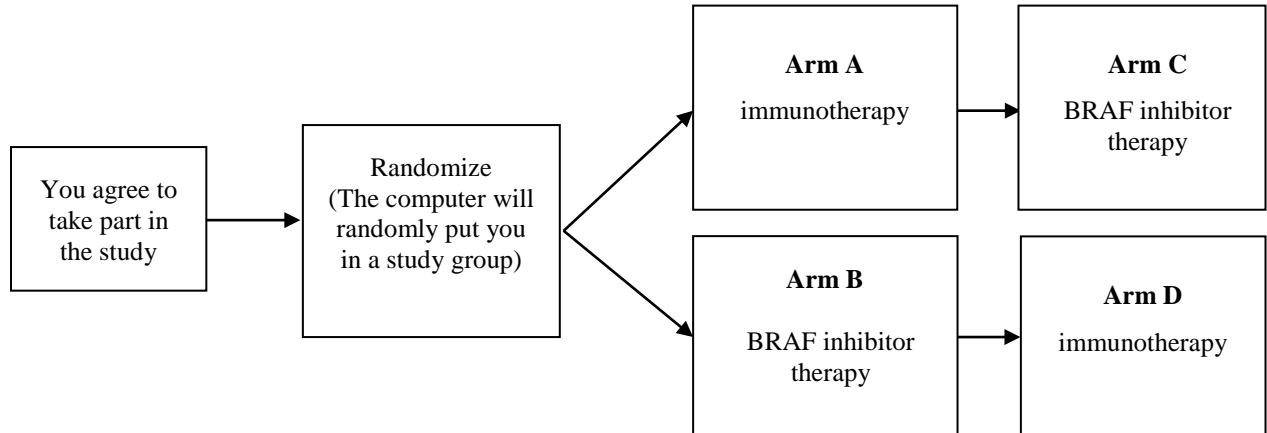 You agree to
take part in
the study
Randomize
(The computer will
randomly put you
in a study group)
Arm A
immunotherapy
Arm C
BRAF inhibitor
therapy
Arm B
BRAF inhibitor
therapy
Arm D
immunotherapy